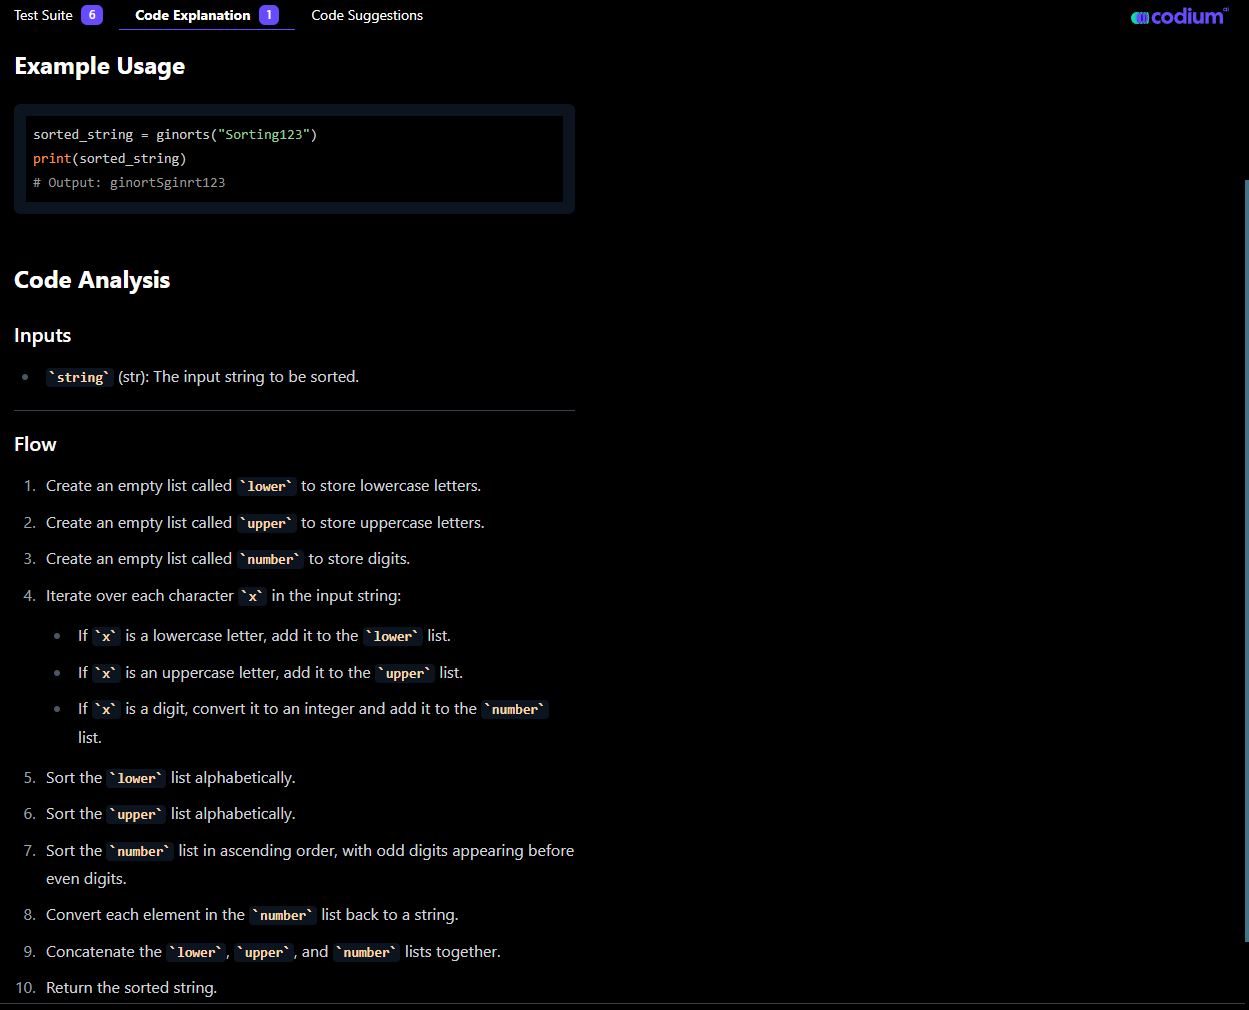 Test Suite 6 Code Explanation 1 Code Suggestions codium ai
Example Usage
sorted_string = ginorts("Sorting123")
print(sorted_string)
# Output: ginortSginrt123
Code Analysis
Inputs
• `string` (str): The input string to be sorted.
Flow
1. Create an empty list called `lower` to store lowercase letters.
2. Create an empty list called `upper` to store uppercase letters.
3. Create an empty list called `number` to store digits.
4. Iterate over each character `x` in the input string:
• If `x` is a lowercase letter, add it to the `lower` list.
• If `x` is an uppercase letter, add it to the `upper` list.
• If `x` is a digit, convert it to an integer and add it to the `number`
list.
5. Sort the `lower` list alphabetically.
6. Sort the `upper` list alphabetically.
7. Sort the `number` list in ascending order, with odd digits appearing before
even digits.
8. Convert each element in the `number` list back to a string.
9. Concatenate the `lower`, `upper`, and `number` lists together.
10. Return the sorted string.